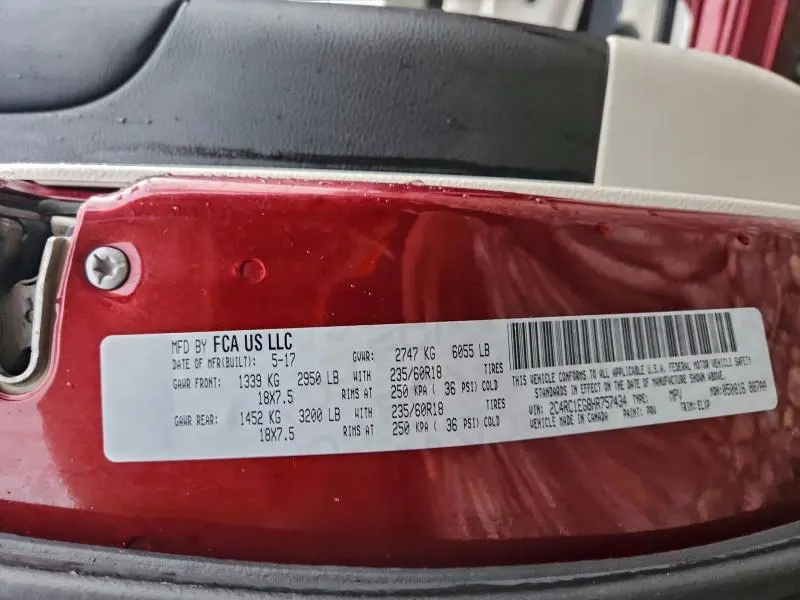 MFD BY FCA US LLC
DATE OF MFR(BUILT): 5-17 GVWR: 2747 KG 6055 LB
GAWR FRONT: 1339 KG 2950 LB WITH 235/60R18 TIRES
18X7.5 RIMS AT 250 KPA ( 36 PSI) COLD
GAWR REAR: 1452 KG 3200 LB WITH 235/60R18 TIRES
18X7.5 RIMS AT 250 KPA ( 36 PSI) COLD
THIS VEHICLE CONFORMS TO ALL APPLICABLE U.S.A. FEDERAL MOTOR VEHICLE SAFETY
STANDARDS IN EFFECT ON THE DATE OF MANUFACTURE SHOWN ABOVE.
VIN: 2C4RC1EG8HR757434 TYPE: MPV MDH: 050816
VEHICLE MADE IN CANADA PAINT: PRV TRIM: